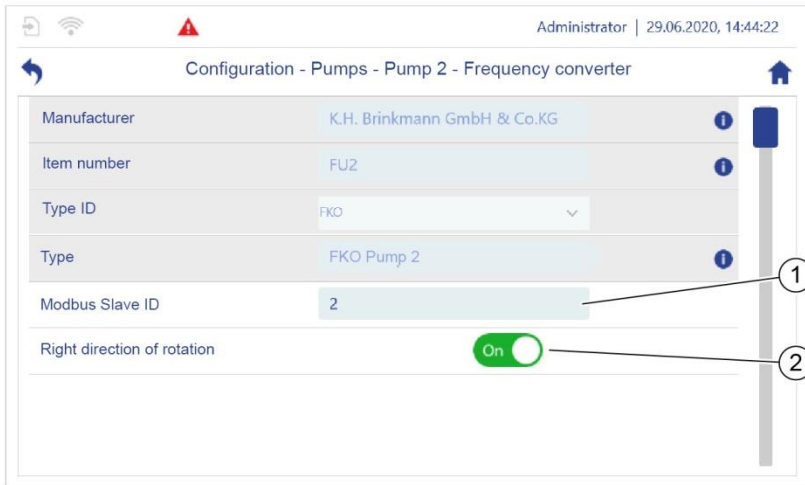 Administrator | 29.06.2020, 14:44:22
Configuration - Pumps - Pump 2 - Frequency converter
Manufacturer K.H. Brinkmann GmbH & Co.KG i
Item number FU2 i
Type ID FKO
Type FKO Pump 2 i
1
Modbus Slave ID 2
Right direction of rotation On
2